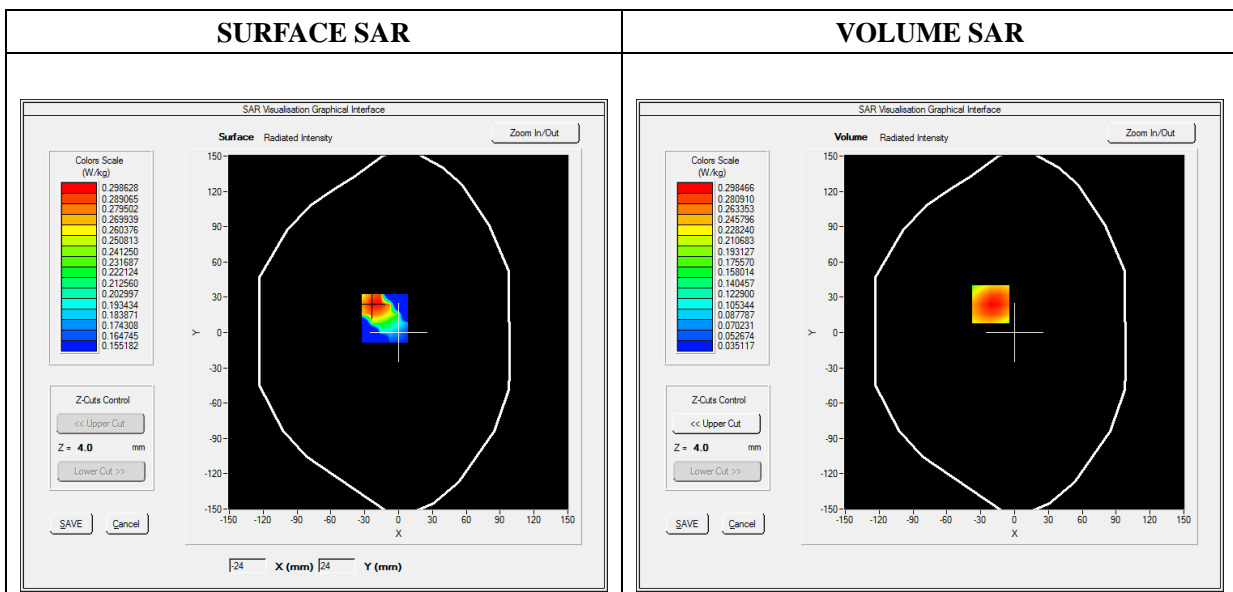 SURFACE SAR
VOLUME SAR
SAR Visualisation Graphical Interface
Surface Radiated Intensity
Zoom In/Out
Colors Scale
(W/kg)
0.298628
0.289065
0.279502
0.269939
0.260376
0.250813
0.241250
0.231687
0.222124
0.212560
0.202997
0.193434
0.183871
0.174308
0.164745
0.155182
Z-Cuts Control
<< Upper Cut
Z = 4.0 mm
Lower Cut >>
SAVE Cancel
150
120
90
60
30
0
-30
-60
-90
-120
-150
Y
-150 -120 -90 -60 -30 0 30 60 90 120 150
X
-24 X (mm) 24 Y (mm)
SAR Visualisation Graphical Interface
Volume Radiated Intensity
Zoom In/Out
Colors Scale
(W/kg)
0.298466
0.280910
0.263353
0.245796
0.228240
0.210683
0.193127
0.175570
0.158014
0.140457
0.122900
0.105344
0.087787
0.070231
0.052674
0.035117
Z-Cuts Control
<< Upper Cut
Z = 4.0 mm
Lower Cut >>
SAVE Cancel
150
120
90
60
30
0
-30
-60
-90
-120
-150
Y
-150 -120 -90 -60 -30 0 30 60 90 120 150
X